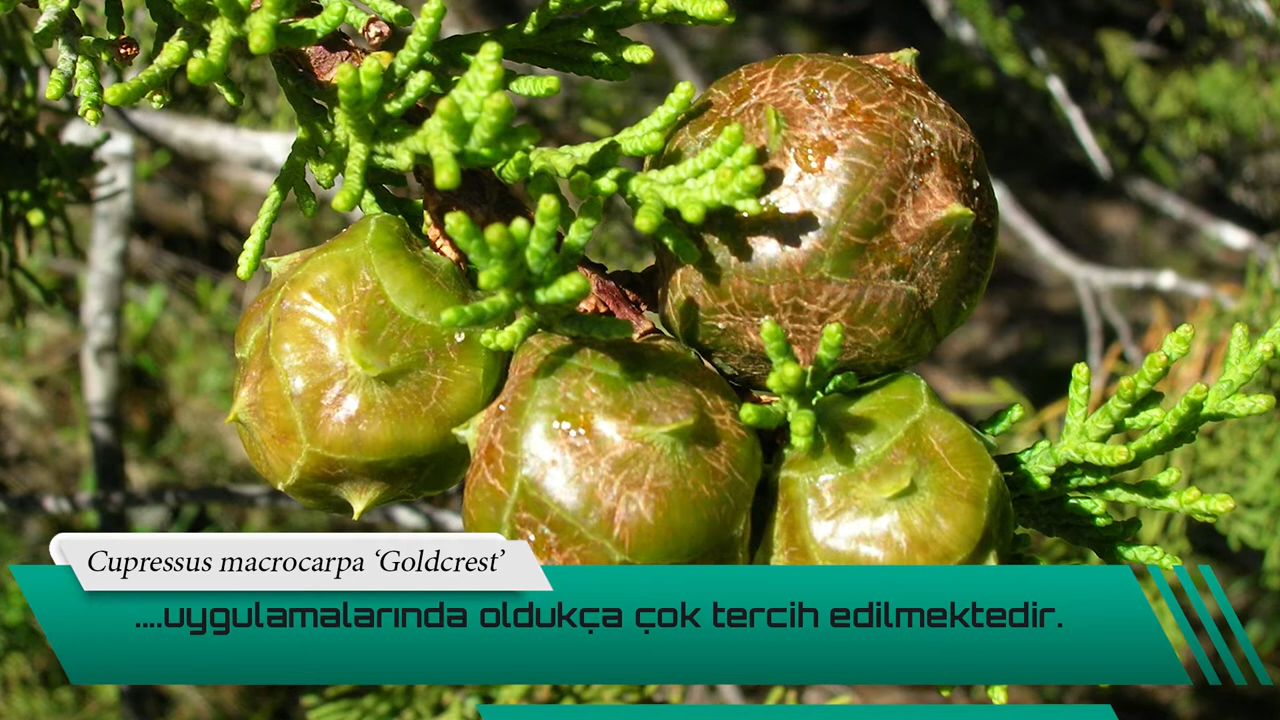 Cupressus macrocarpa ‘Goldcrest’
....uygulamalarında oldukça çok tercih edilmektedir.